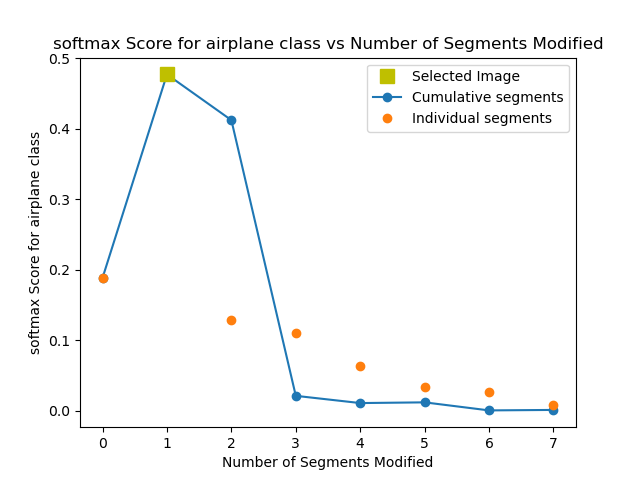 softmax Score for airplane class vs Number of Segments Modified
0.5
0.4
0.3
0.2
0.1
0.0
softmax Score for airplane class
Selected Image
Cumulative segments
Individual segments
0 1 2 3 4 5 6 7
Number of Segments Modified